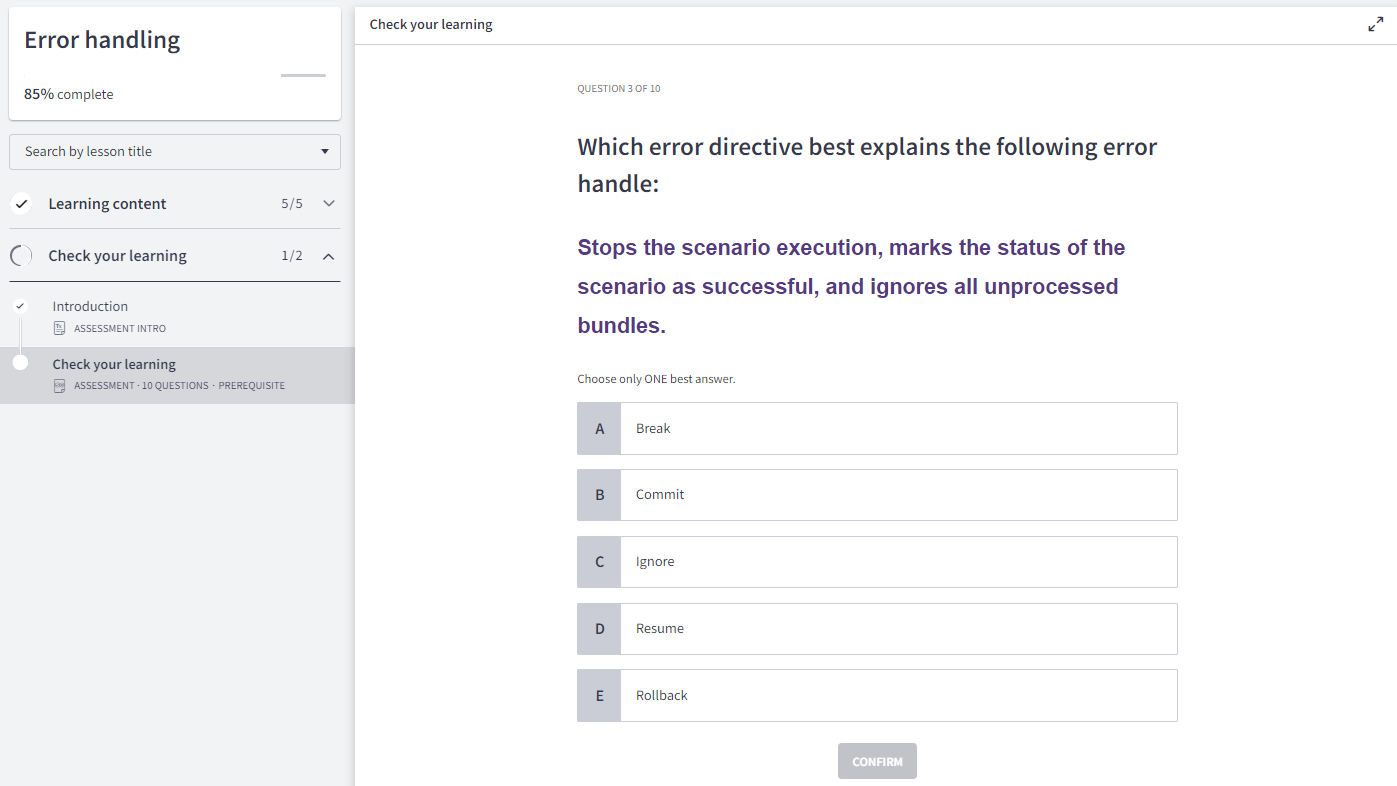 Error handling
85% complete
Search by lesson title
Learning content 5/5
Check your learning 1/2
Introduction
ASSESSMENT INTRO
Check your learning
ASSESSMENT · 10 QUESTIONS · PREREQUISITE
Check your learning
QUESTION 3 OF 10
Which error directive best explains the following error
handle:
Stops the scenario execution, marks the status of the
scenario as successful, and ignores all unprocessed
bundles.
Choose only ONE best answer.
A Break
B Commit
C Ignore
D Resume
E Rollback
CONFIRM